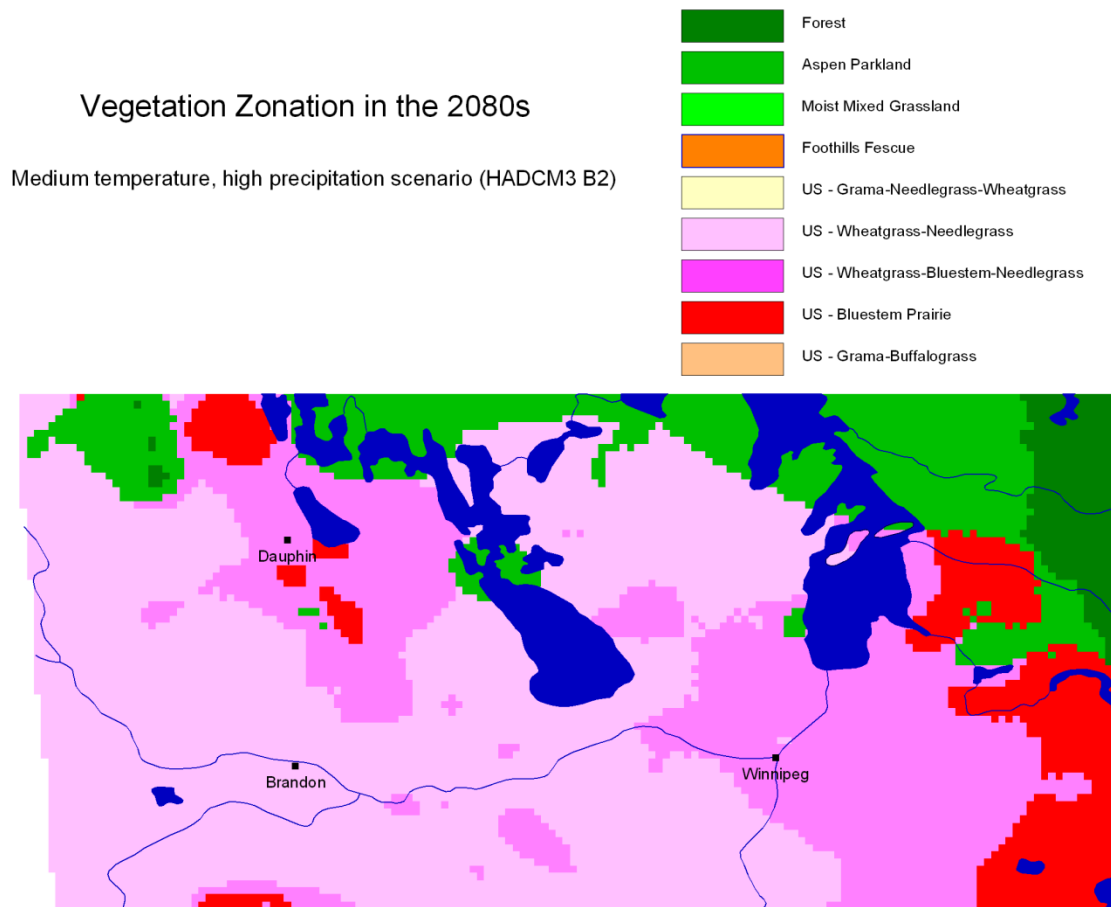 Vegetation Zonation in the 2080s
Medium temperature, high precipitation scenario (HADCM3 B2)
Forest
Aspen Parkland
Moist Mixed Grassland
Foothills Fescue
US - Grama-Needlegrass-Wheatgrass
US - Wheatgrass-Needlegrass
US - Wheatgrass-Bluestem-Needlegrass
US - Bluestem Prairie
US - Grama-Buffalograss
Dauphin
Brandon
Winnipeg